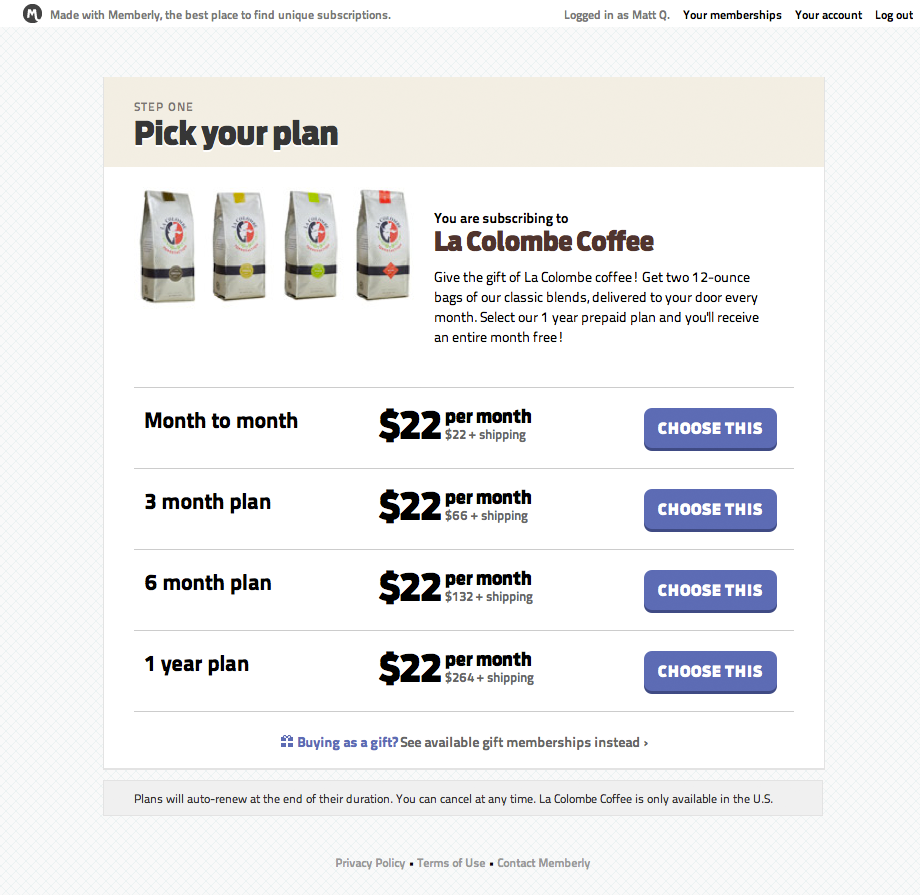 M Made with Memberly, the best place to find unique subscriptions.
Logged in as Matt Q. Your memberships Your account Log out
STEP ONE
Pick your plan
You are subscribing to
La Colombe Coffee
Give the gift of La Colombe coffee! Get two 12-ounce
bags of our classic blends, delivered to your door every
month. Select our 1 year prepaid plan and you'll receive
an entire month free!
Month to month
$22 per month
$22 + shipping
CHOOSE THIS
3 month plan
$22 per month
$66 + shipping
CHOOSE THIS
6 month plan
$22 per month
$132 + shipping
CHOOSE THIS
1 year plan
$22 per month
$264 + shipping
CHOOSE THIS
Buying as a gift? See available gift memberships instead ›
Plans will auto-renew at the end of their duration. You can cancel at any time. La Colombe Coffee is only available in the U.S.
Privacy Policy ▪ Terms of Use ▪ Contact Memberly